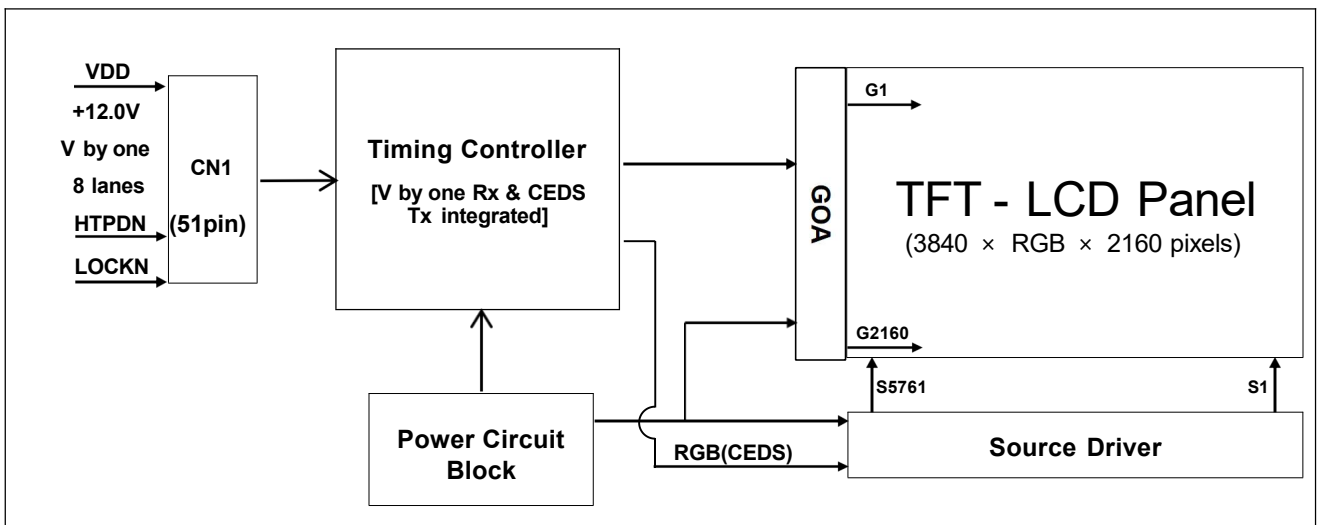 VDD
+12.0V
V by one
8 lanes
HTPDN
LOCKN
CN1
(51pin)
Timing Controller
[V by one Rx & CEDS
Tx integrated]
Power Circuit
Block
GOA
G1
TFT - LCD Panel
(3840 × RGB × 2160 pixels)
G2160
S5761
S1
RGB(CEDS)
Source Driver